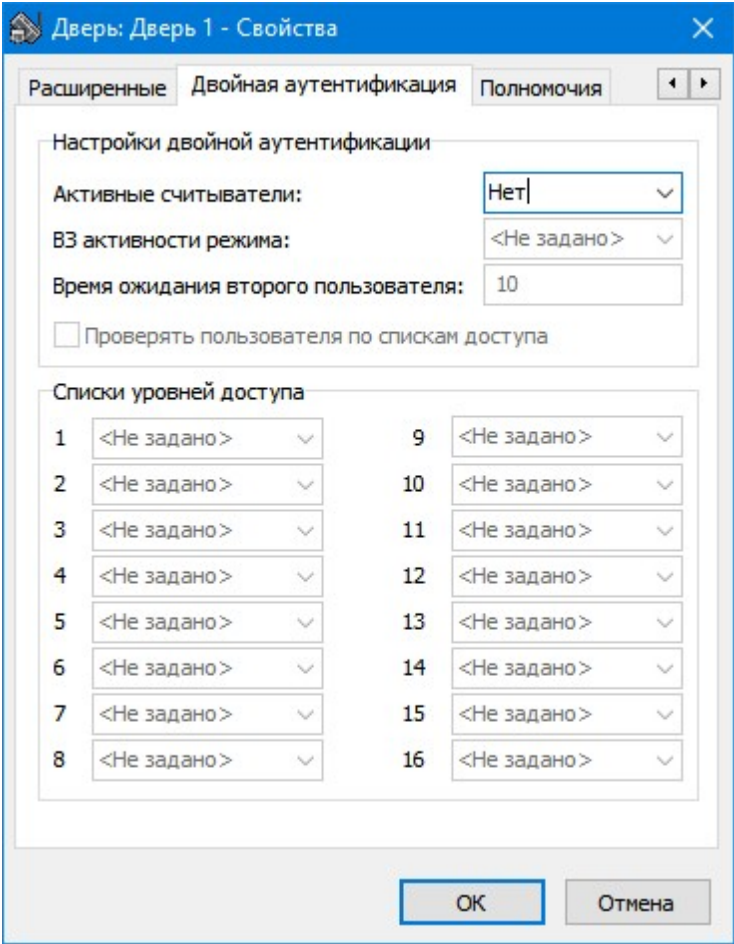 Дверь: Дверь 1 - Свойства
Расширенные Двойная аутентификация Полномочия
Настройки двойной аутентификации
Активные считыватели: Нет
ВЗ активности режима: <Не задано>
Время ожидания второго пользователя: 10
Проверять пользователя по спискам доступа
Списки уровней доступа
1 <Не задано> 9 <Не задано>
2 <Не задано> 10 <Не задано>
3 <Не задано> 11 <Не задано>
4 <Не задано> 12 <Не задано>
5 <Не задано> 13 <Не задано>
6 <Не задано> 14 <Не задано>
7 <Не задано> 15 <Не задано>
8 <Не задано> 16 <Не задано>
ОК Отмена